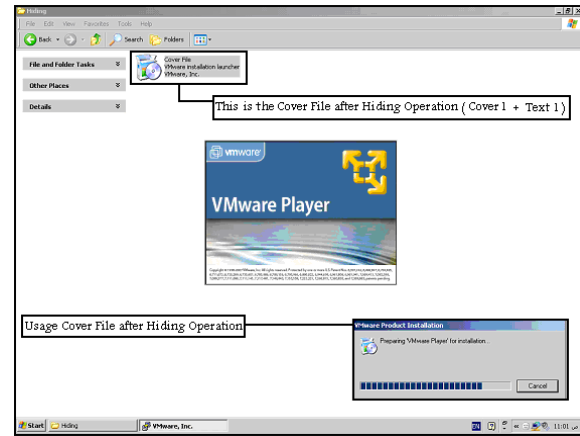 Hiding
File Edit View Favorites Tools Help
Back Search Folders
File and Folder Tasks
Other Places
Details
Cover File
VMware installation launcher
VMware, Inc.
This is the Cover File after Hiding Operation ( Cover 1 + Text 1 )
vmware
VMware Player
Usage Cover File after Hiding Operation
VMware Product Installation
Preparing 'VMware Player' for installation...
Cancel
Start Hiding VMware, Inc. EN 11:01 ص